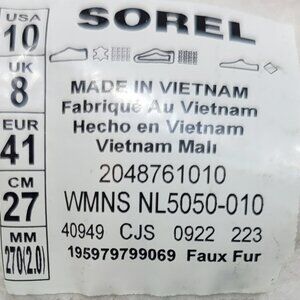 USA
10
UK
8
EUR
41
CM
27
MM
270(2.0)
SOREL
MADE IN VIETNAM
Fabriqué Au Vietnam
Hecho en Vietnam
Vietnam Malı
2048761010
WMNS NL5050-010
40949 CJS 0922 223
195979799069 Faux Fur